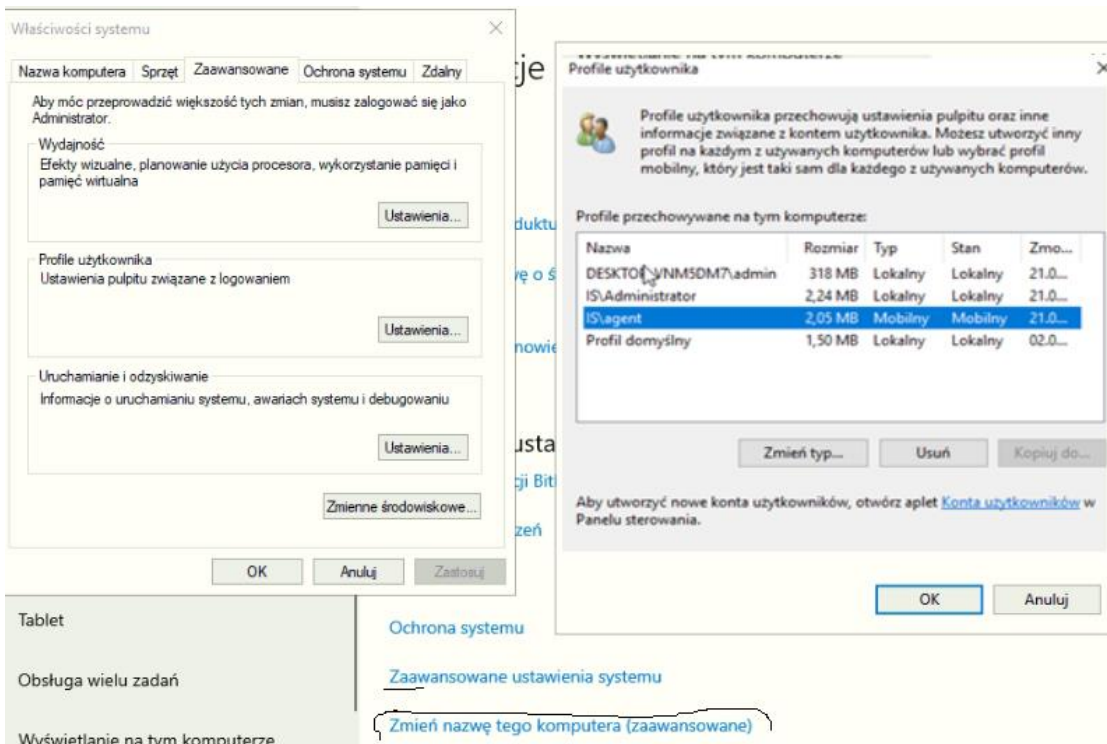 Właściwości systemu
Nazwa komputera Sprzęt Zaawansowane Ochrona systemu Zdalny
Aby móc przeprowadzić większość tych zmian, musisz zalogować się jako
Administrator.
Wydajność
Efekty wizualne, planowanie użycia procesora, wykorzystanie pamięci i
pamięć wirtualna
Ustawienia...
Profile użytkownika
Ustawienia pulpitu związane z logowaniem
Ustawienia...
Uruchamianie i odzyskiwanie
Informacje o uruchamianiu systemu, awariach systemu i debugowaniu
Ustawienia...
Zmienne środowiskowe...
OK Anuluj Zastosuj
Profile użytkownika
Profile użytkownika przechowują ustawienia pulpitu oraz inne
informacje związane z kontem użytkownika. Możesz utworzyć inny
profil na każdym z używanych komputerów lub wybrać profil
mobilny, który jest taki sam dla każdego z używanych komputerów.
Profile przechowywane na tym komputerze:
Nazwa Rozmiar Typ Stan Zmo...
DESKTOP-VNM5DM7\admin 318 MB Lokalny Lokalny 21.0...
IS\Administrator 2,24 MB Lokalny Lokalny 21.0...
IS\agent 2,05 MB Mobilny Mobilny 21.0...
Profil domyślny 1,50 MB Lokalny Lokalny 02.0...
Zmień typ... Usuń Kopiuj do...
Aby utworzyć nowe konta użytkowników, otwórz aplet Konta użytkowników w
Panelu sterowania.
OK Anuluj
Tablet
Obsługa wielu zadań
Wyświetlanie na tym komputerze
Ochrona systemu
Zaawansowane ustawienia systemu
Zmień nazwę tego komputera (zaawansowane)